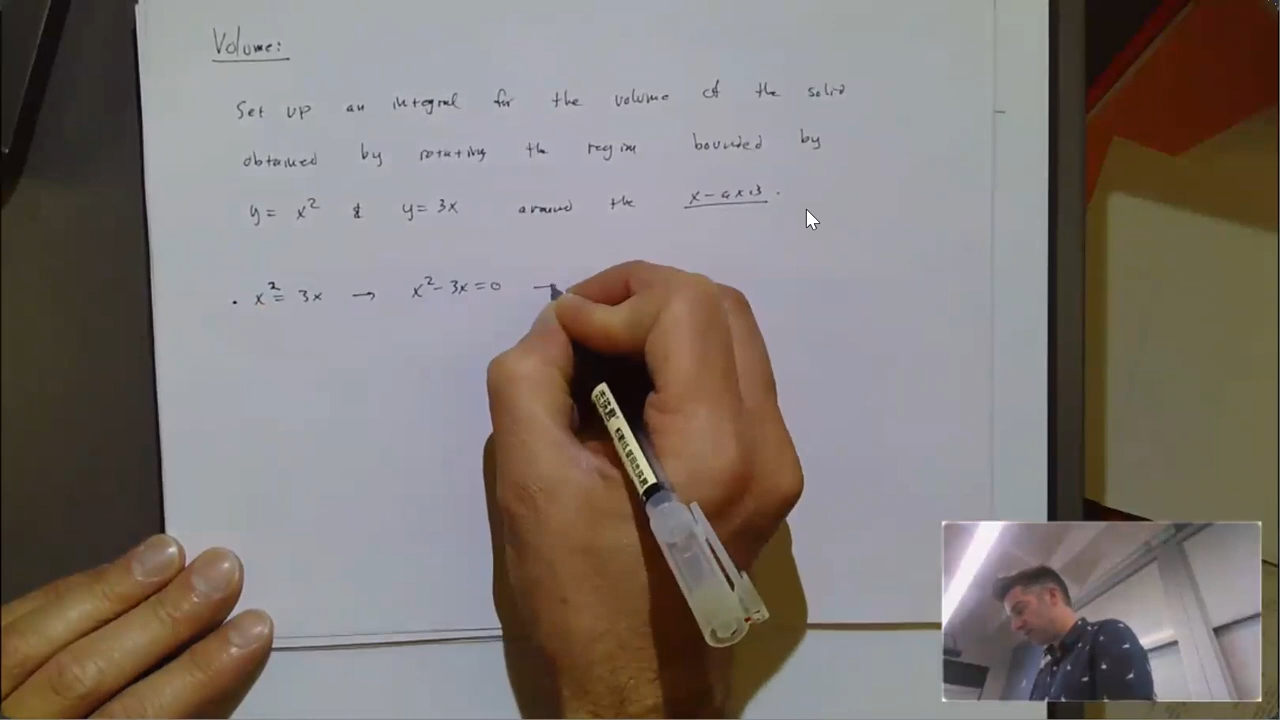 Volume:
Set up an integral for the volume of the solid
obtained by rotating the region bounded by
y = x² & y = 3x around the x-axis.
• x² = 3x → x² - 3x = 0 →